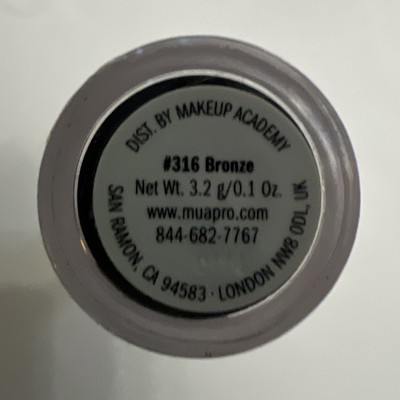 DIST. BY MAKEUP ACADEMY
#316 Bronze
Net Wt. 3.2 g/0.1 Oz.
www.muapro.com
844-682-7767
SAN RAMON, CA 94583 · LONDON NW8 0DL, UK